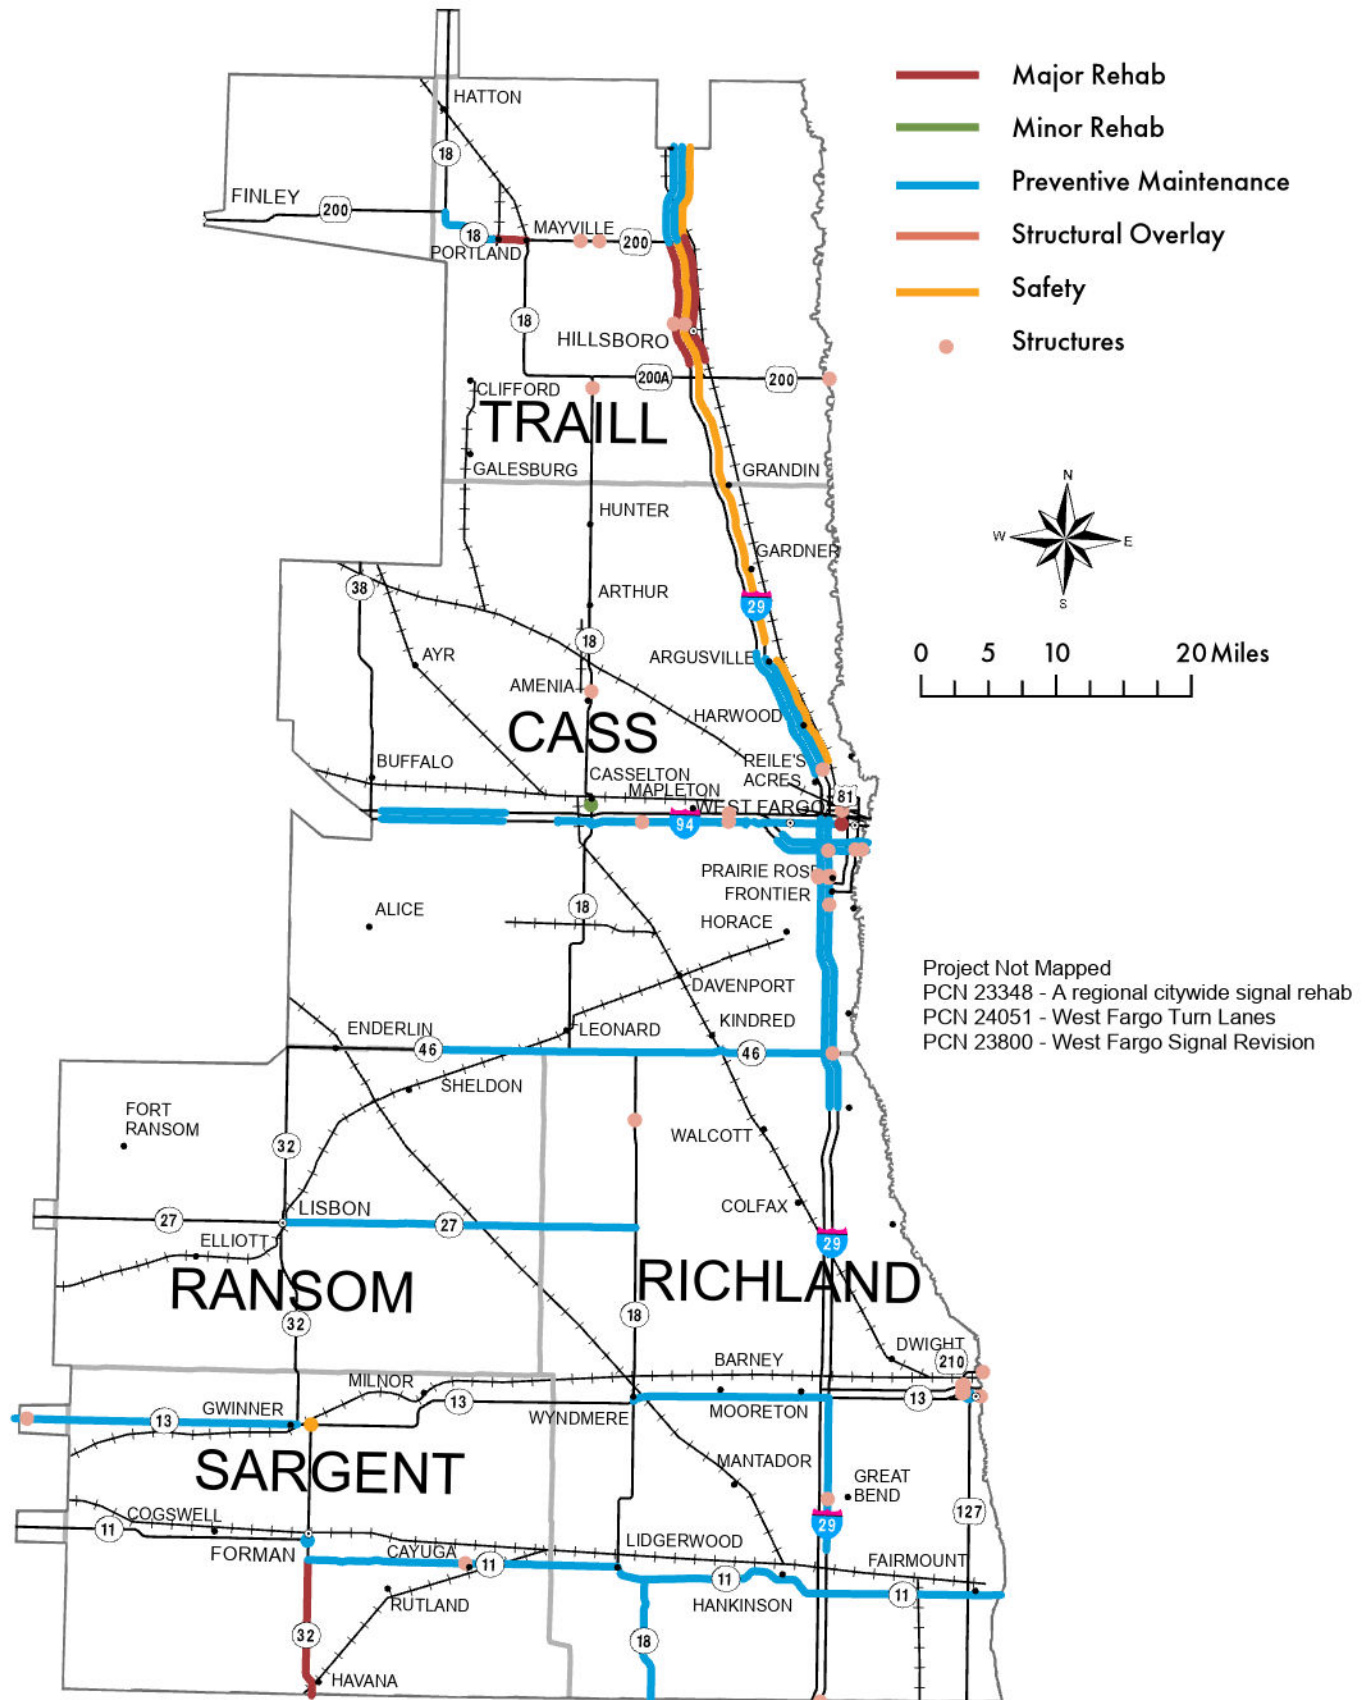 Major Rehab
Minor Rehab
Preventive Maintenance
Structural Overlay
Safety
Structures
HATTON
18
FINLEY
200
18
MAYVILLE
200
PORTLAND
18
HILLSBORO
200A
200
CLIFFORD
TRAILL
GALESBURG
GRANDIN
HUNTER
N
W
E
S
GARDNER
38
ARTHUR
29
18
0 5 10 20 Miles
AYR
ARGUSVILLE
AMENIA
HARWOOD
CASS
BUFFALO
REILE'S
ACRES
CASSELTON
MAPLETON
81
WEST FARGO
94
PRAIRIE ROSE
FRONTIER
ALICE
18
HORACE
Project Not Mapped
PCN 23348 - A regional citywide signal rehab
PCN 24051 - West Fargo Turn Lanes
PCN 23800 - West Fargo Signal Revision
DAVENPORT
ENDERLIN
LEONARD
KINDRED
46
46
SHELDON
FORT
RANSOM
32
WALCOTT
COLFAX
LISBON
27
27
ELLIOTT
29
RANSOM
RICHLAND
18
32
DWIGHT
210
BARNEY
MILNOR
13
GWINNER
13
13
WYNDMERE
MOORETON
SARGENT
MANTADOR
GREAT
BEND
127
COGSWELL
11
29
FORMAN
CAYUGA
11
LIDGERWOOD
FAIRMOUNT
11
11
RUTLAND
HANKINSON
32
18
HAVANA